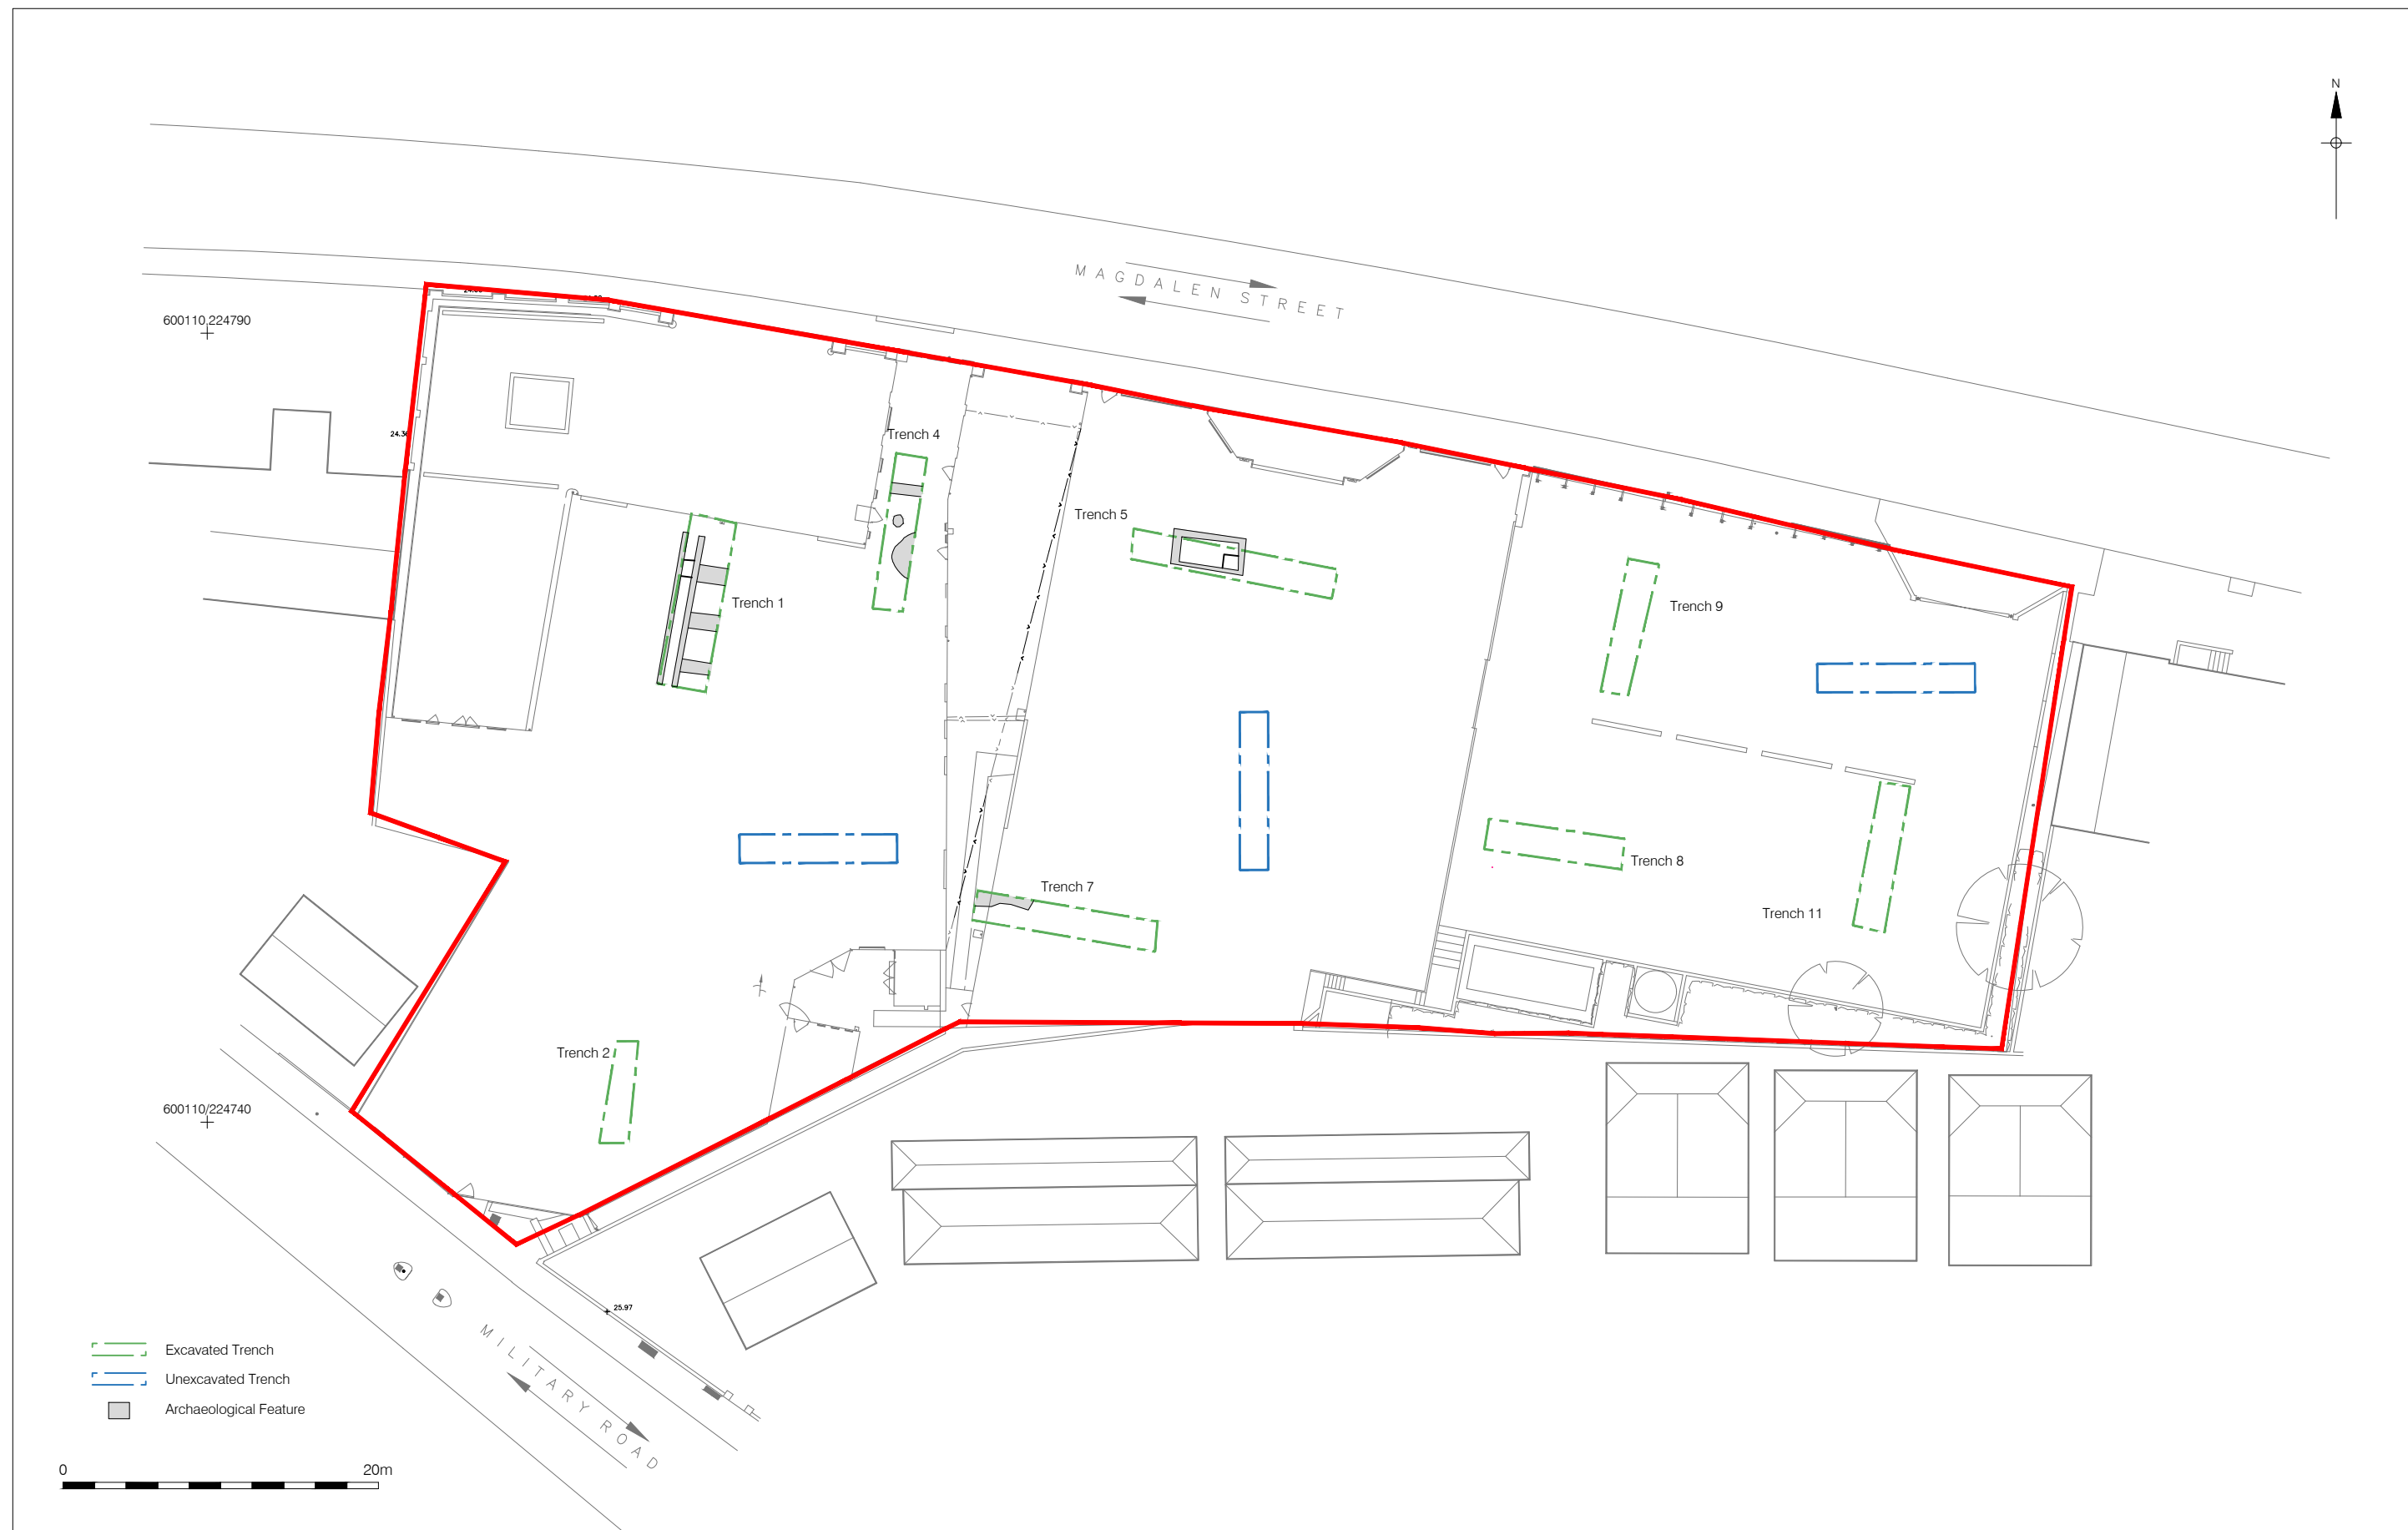 N
MAGDALEN STREET
600110 224790
24.36
Trench 4
Trench 5
Trench 1
Trench 9
Trench 8
Trench 7
Trench 11
Trench 2
600110/224740
25.97
MILITARY ROAD
Excavated Trench
Unexcavated Trench
Archaeological Feature
0 20m